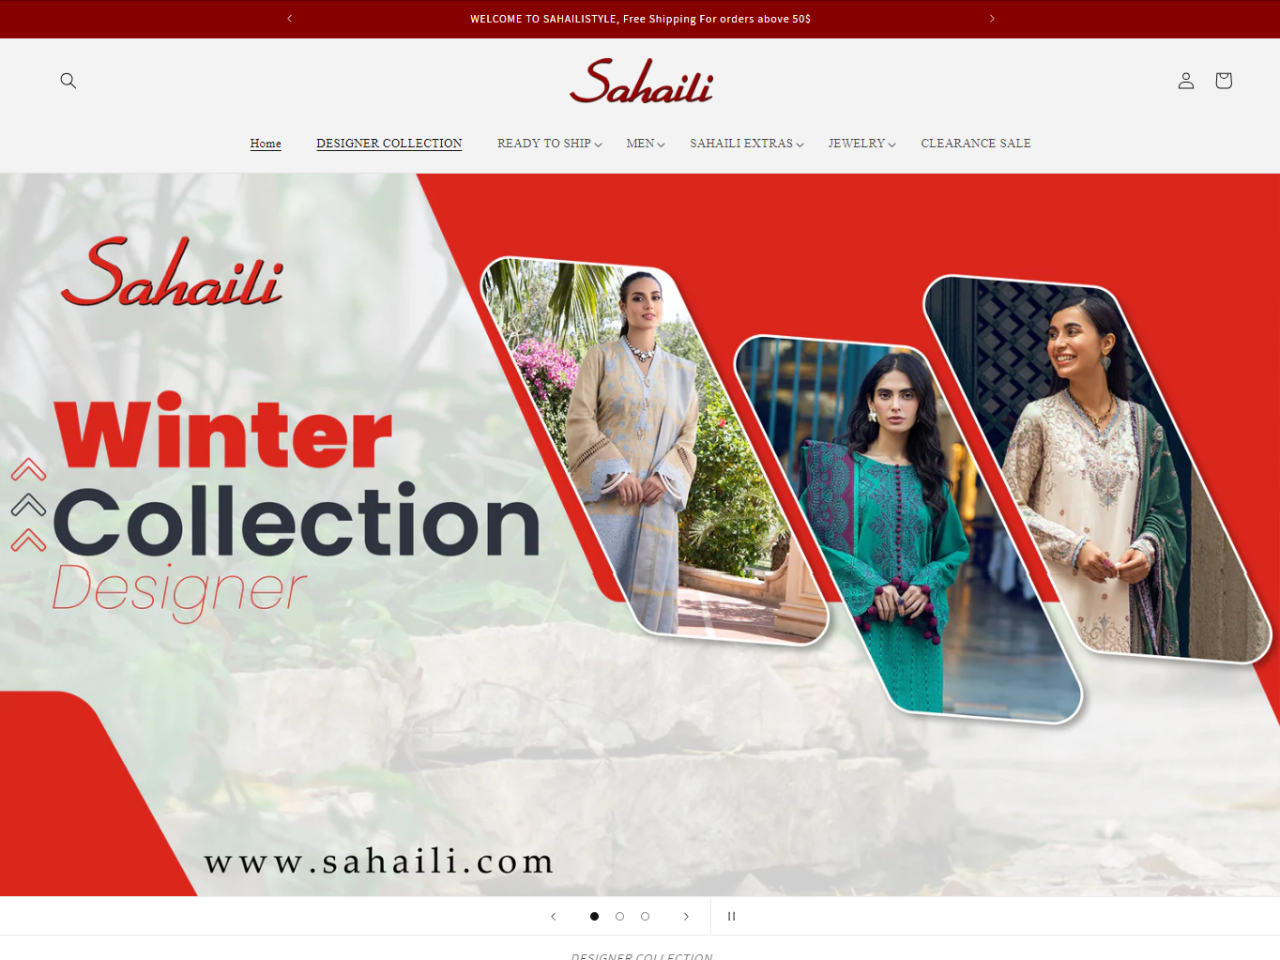 WELCOME TO SAHAILISTYLE, Free Shipping For orders above 50$
Sahaili
Home DESIGNER COLLECTION READY TO SHIP MEN SAHAILI EXTRAS JEWELRY CLEARANCE SALE
Sahaili
Winter
Collection
Designer
www.sahaili.com
DESIGNER COLLECTION